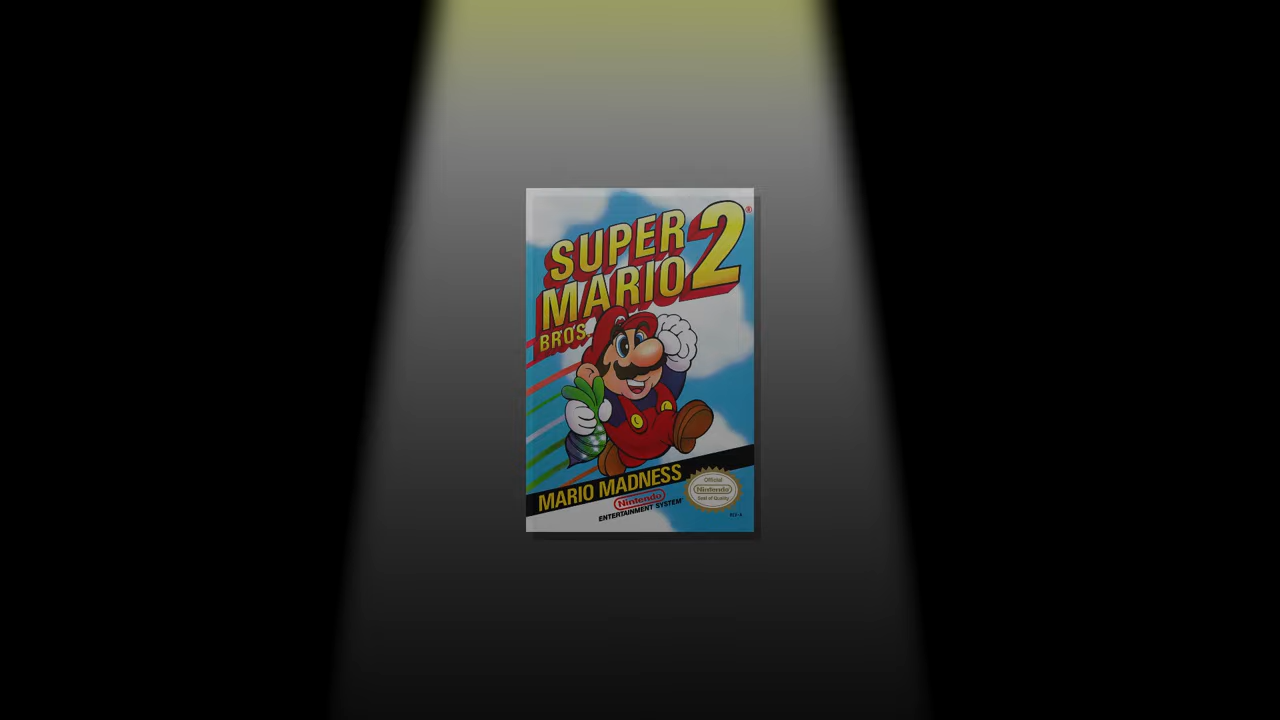 SUPER
MARIO 2®
BROS.
MARIO MADNESS
Nintendo
ENTERTAINMENT SYSTEM
Official
Nintendo
Seal of Quality